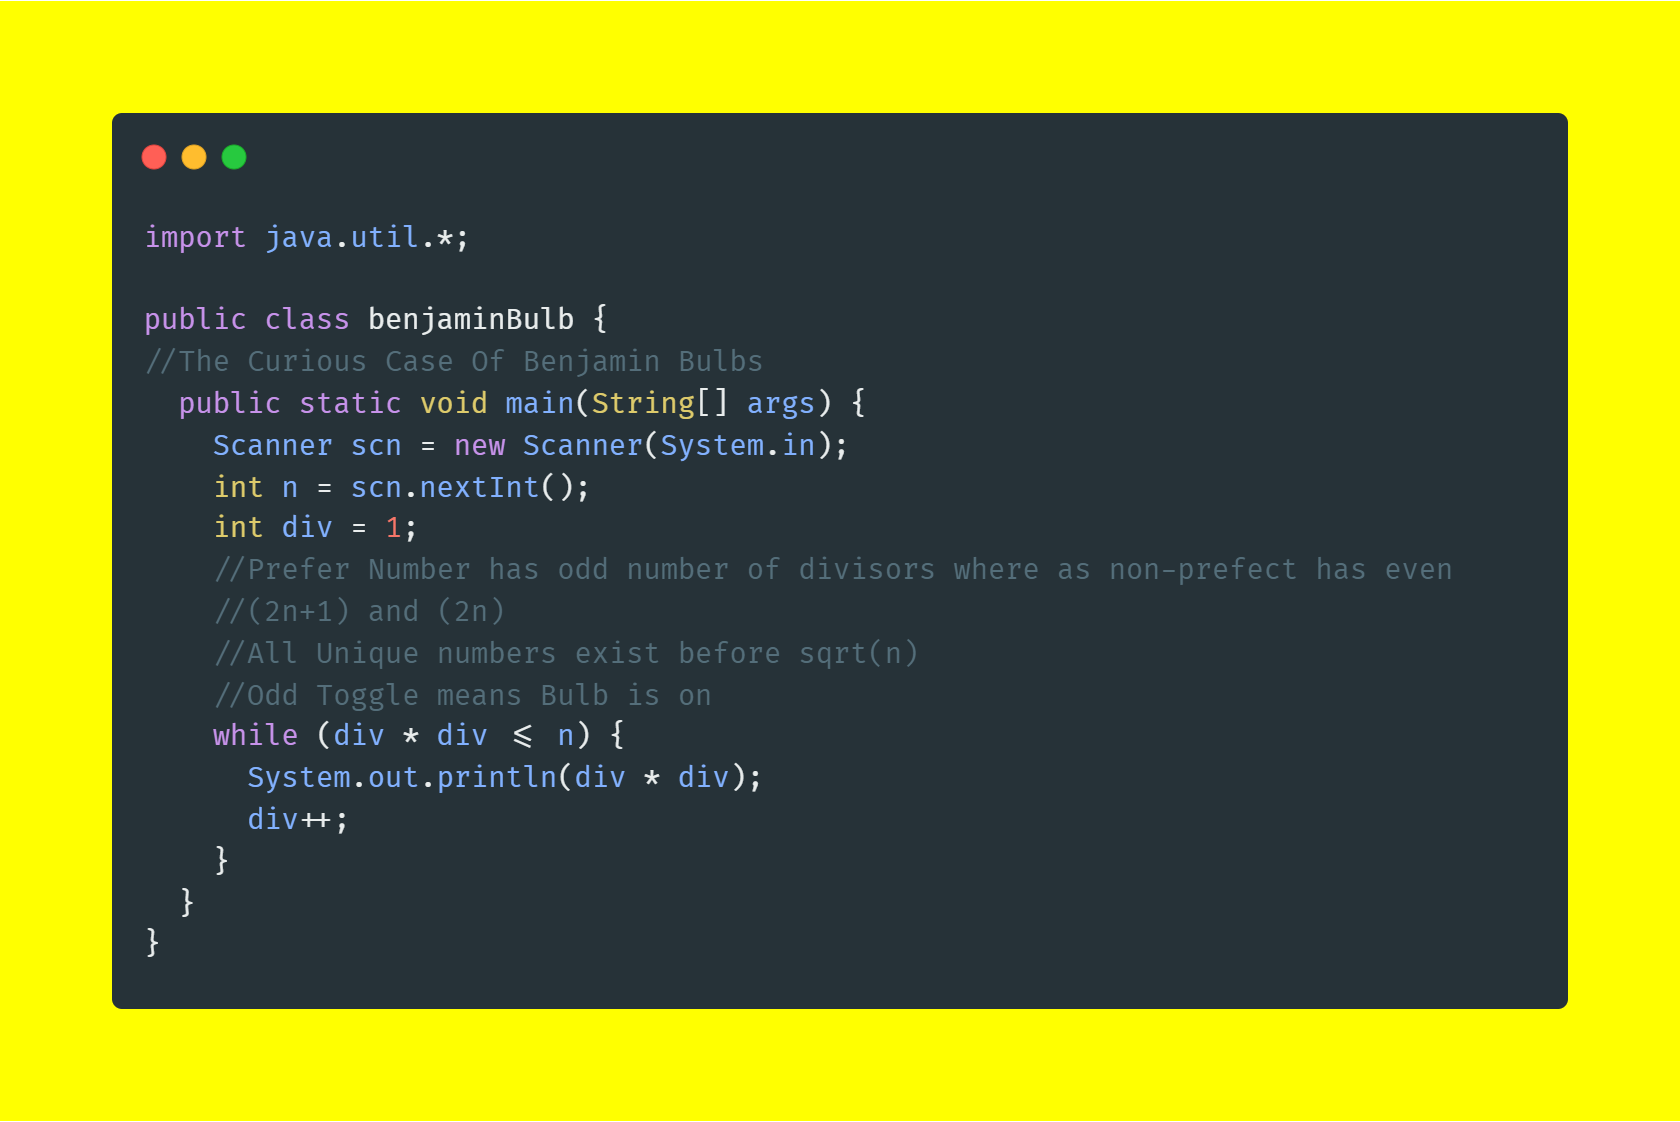 import java.util.*;

public class benjaminBulb {
//The Curious Case Of Benjamin Bulbs
  public static void main(String[] args) {
    Scanner scn = new Scanner(System.in);
    int n = scn.nextInt();
    int div = 1;
    //Prefer Number has odd number of divisors where as non-prefect has even
    //(2n+1) and (2n)
    //All Unique numbers exist before sqrt(n)
    //Odd Toggle means Bulb is on
    while (div * div <= n) {
      System.out.println(div * div);
      div++;
    }
  }
}